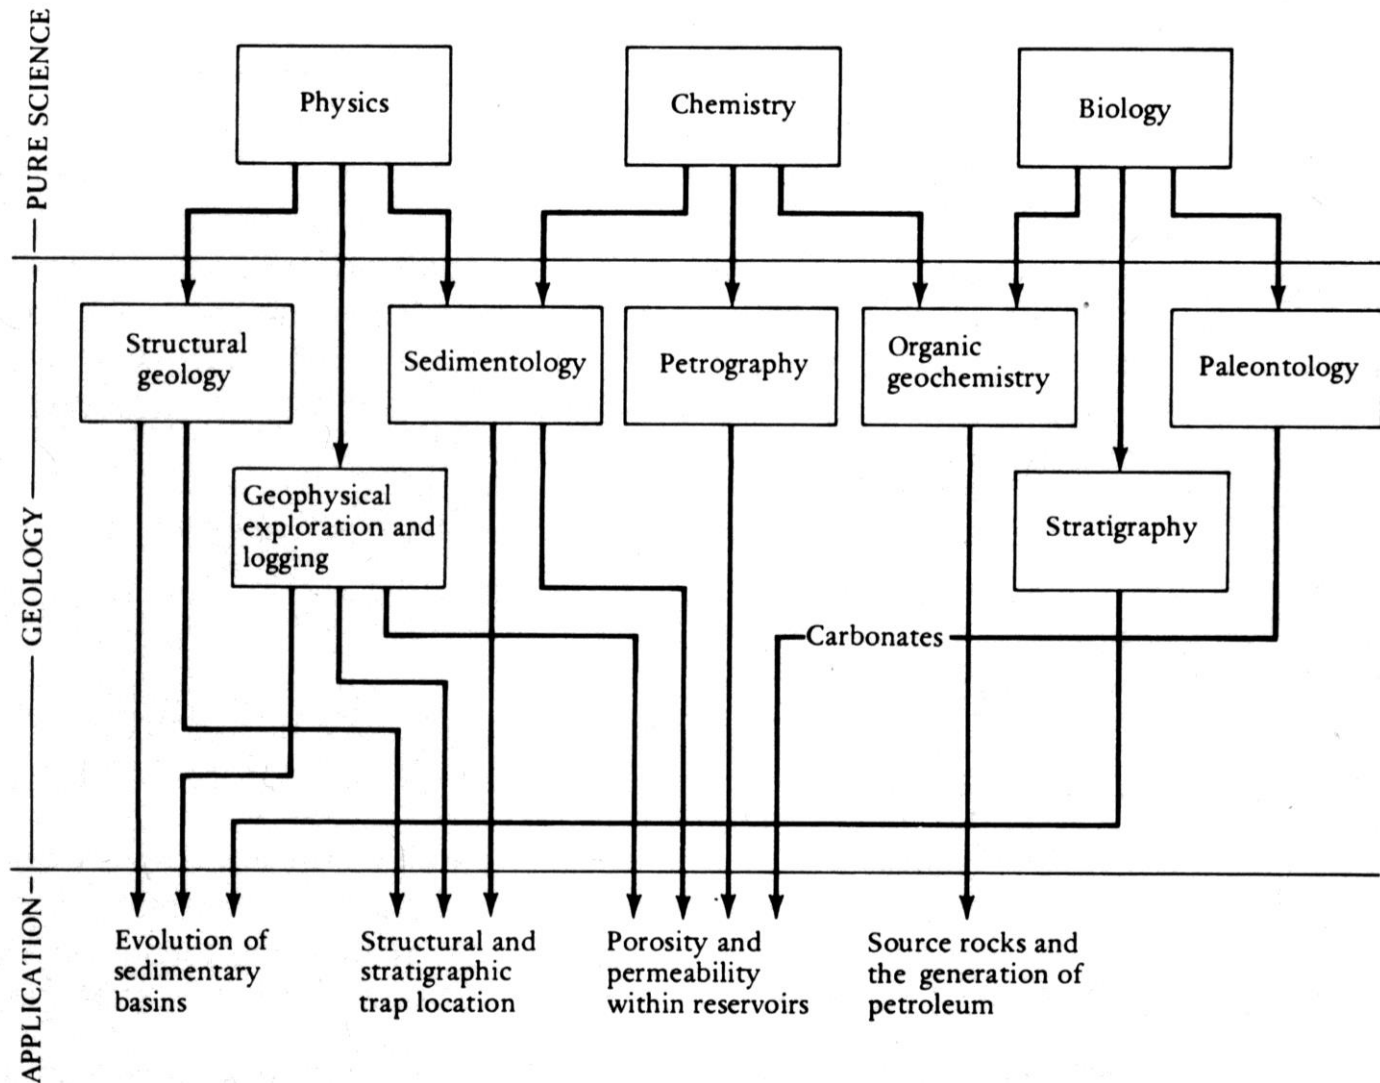 PURE SCIENCE
Physics
Chemistry
Biology
GEOLOGY
Structural
geology
Sedimentology
Petrography
Organic
geochemistry
Paleontology
Geophysical
exploration and
logging
Stratigraphy
Carbonates
APPLICATION
Evolution of
sedimentary
basins
Structural and
stratigraphic
trap location
Porosity and
permeability
within reservoirs
Source rocks and
the generation of
petroleum